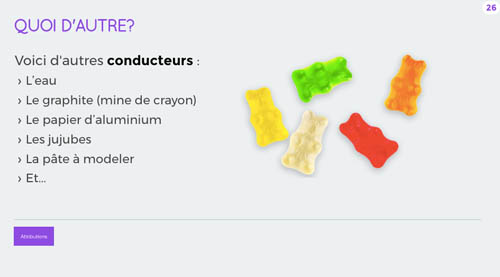 26
QUOI D'AUTRE?
Voici d'autres conducteurs :
› L'eau
› Le graphite (mine de crayon)
› Le papier d'aluminium
› Les jujubes
› La pâte à modeler
› Et...
Attributions